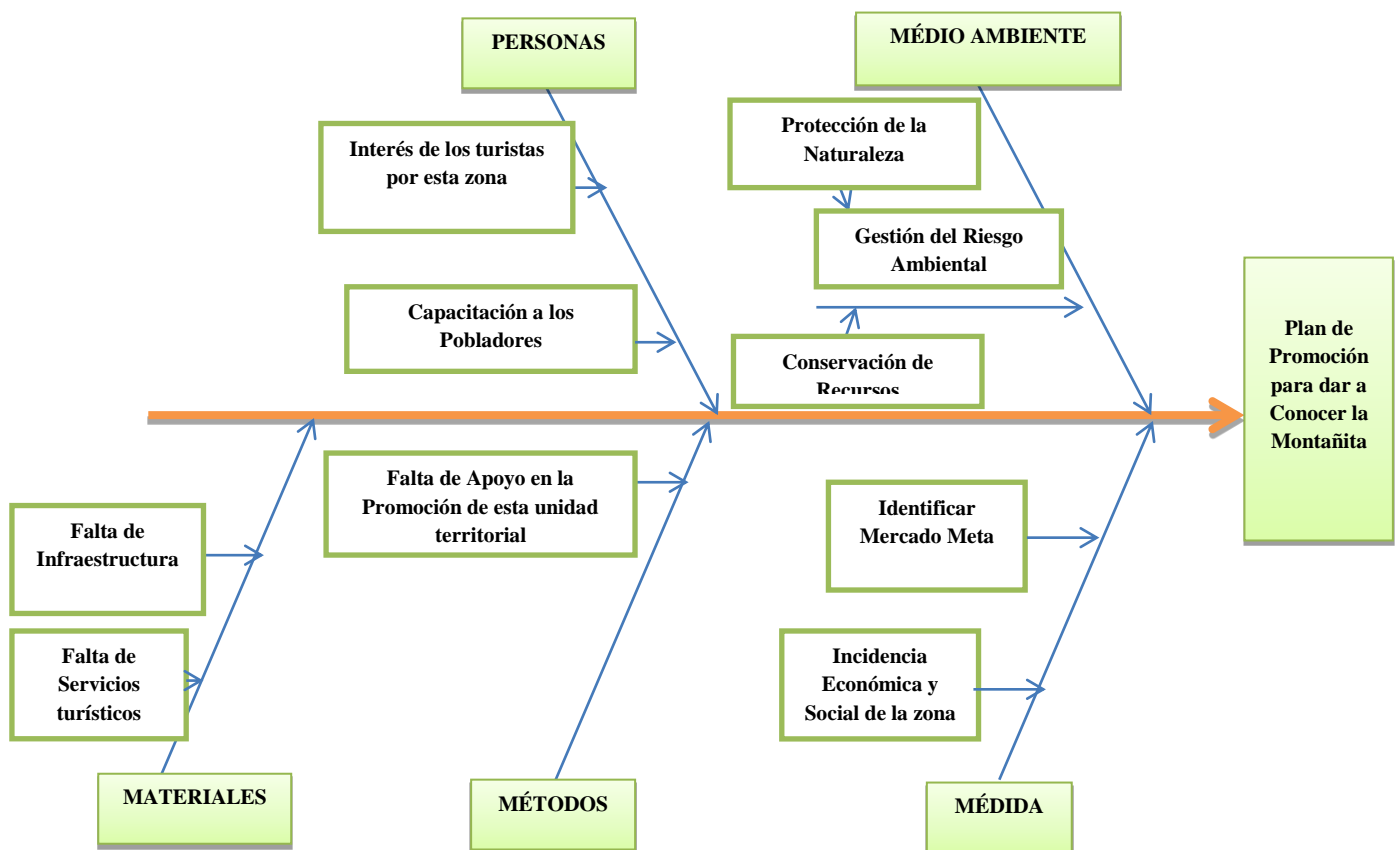 PERSONAS
MÉDIO AMBIENTE
Interés de los turistas
por esta zona
Protección de la
Naturaleza
Gestión del Riesgo
Ambiental
Capacitación a los
Pobladores
Conservación de
Recursos
Plan de
Promoción
para dar a
Conocer la
Montañita
Falta de Apoyo en la
Promoción de esta unidad
territorial
Identificar
Mercado Meta
Falta de
Infraestructura
Falta de
Servicios
turísticos
Incidencia
Económica y
Social de la zona
MATERIALES
MÉTODOS
MÉDIDA